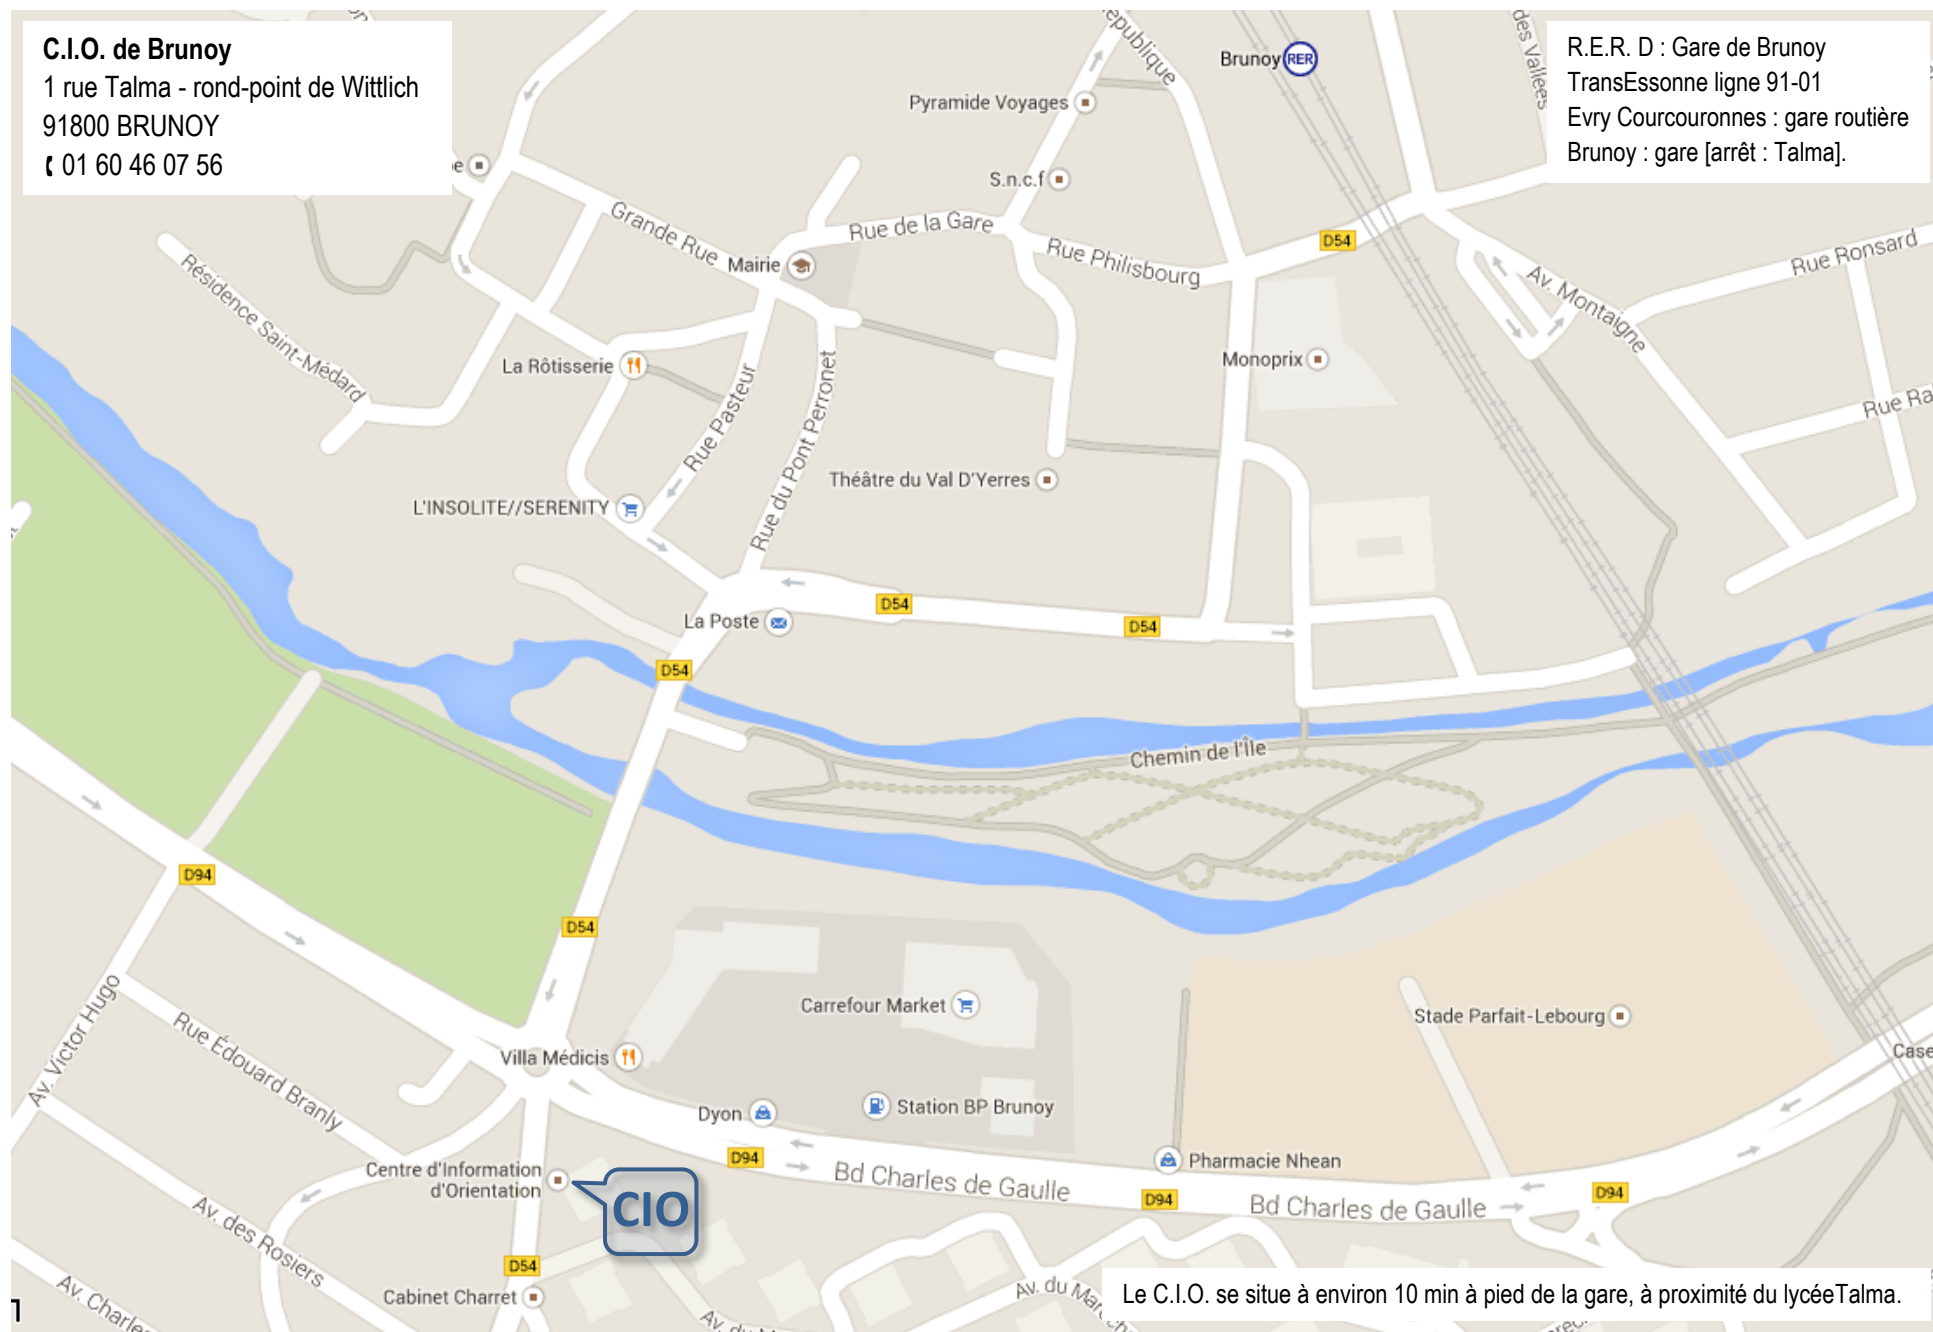 C.I.O. de Brunoy
1 rue Talma - rond-point de Wittlich
91800 BRUNOY
01 60 46 07 56
R.E.R. D : Gare de Brunoy
TransEssonne ligne 91-01
Evry Courcouronnes : gare routière
Brunoy : gare [arrêt : Talma].
Brunoy
RER
Pyramide Voyages
S.n.c.f
Grande Rue
Rue de la Gare
Rue Philisbourg
D54
Mairie
Résidence Saint-Médard
Rue Ronsard
Av. Montaigne
La Rôtisserie
Rue Pasteur
Rue du Pont Perronet
Monoprix
Théâtre du Val D'Yerres
L'INSOLITE//SERENITY
La Poste
D54
D54
D54
Chemin de l'Île
D94
D54
Av. Victor Hugo
Rue Édouard Branly
Carrefour Market
Stade Parfait-Lebourg
Villa Médicis
Dyon
Station BP Brunoy
D94
Bd Charles de Gaulle
Pharmacie Nhean
D94
Bd Charles de Gaulle
D94
Centre d'Information
d'Orientation
CIO
Av. des Rosiers
D54
Cabinet Charret
Le C.I.O. se situe à environ 10 min à pied de la gare, à proximité du lycéeTalma.